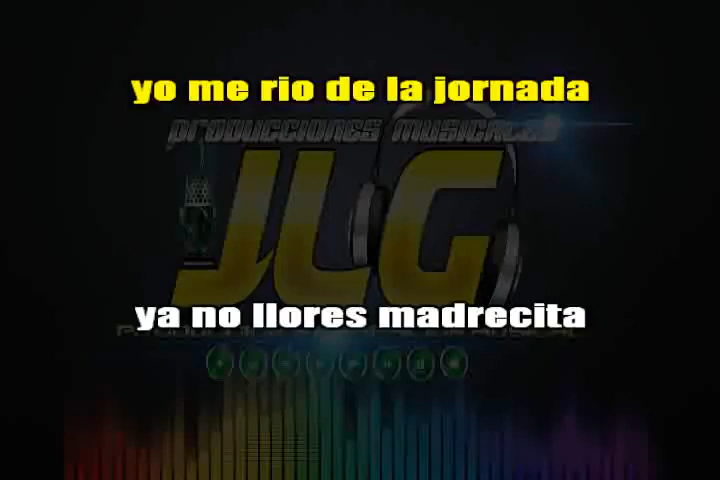 yo me rio de la jornada
PRODUCCIONES MUSICALES
JLG
ya no llores madrecita